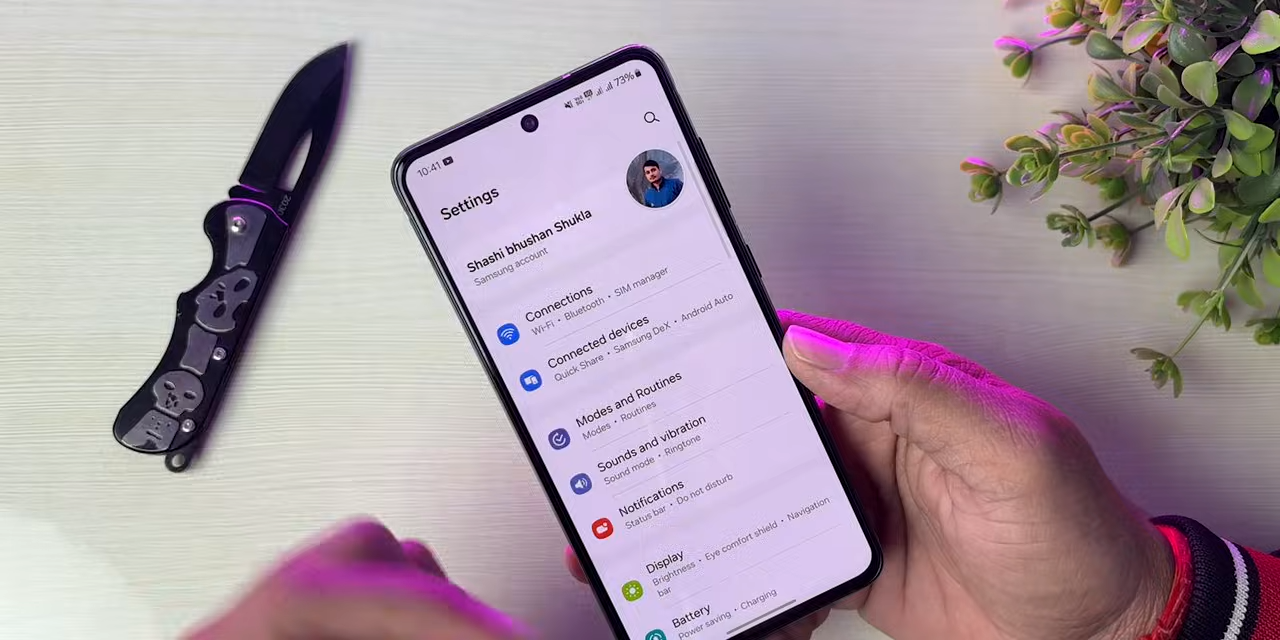 10:41
73%
Settings
Shashi bhushan Shukla
Samsung account
Connections
Wi-Fi • Bluetooth • SIM manager
Connected devices
Quick Share • Samsung DeX • Android Auto
Modes and Routines
Modes • Routines
Sounds and vibration
Sound mode • Ringtone
Notifications
Status bar • Do not disturb
Display
Brightness • Eye comfort shield • Navigation
bar
Battery
Power saving • Charging